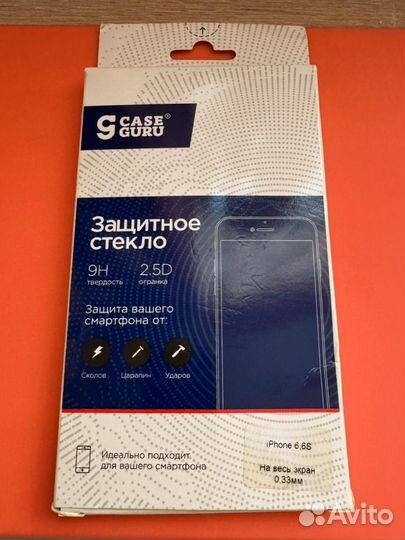 CASE®
GURU
Защитное
стекло
9H
твердость
2.5D
огранка
Защита вашего
смартфона от:
Сколов
Царапин
Ударов
Идеально подходит
для вашего смартфона
iPhone 6,6S
На весь экран
0,33мм
Avito